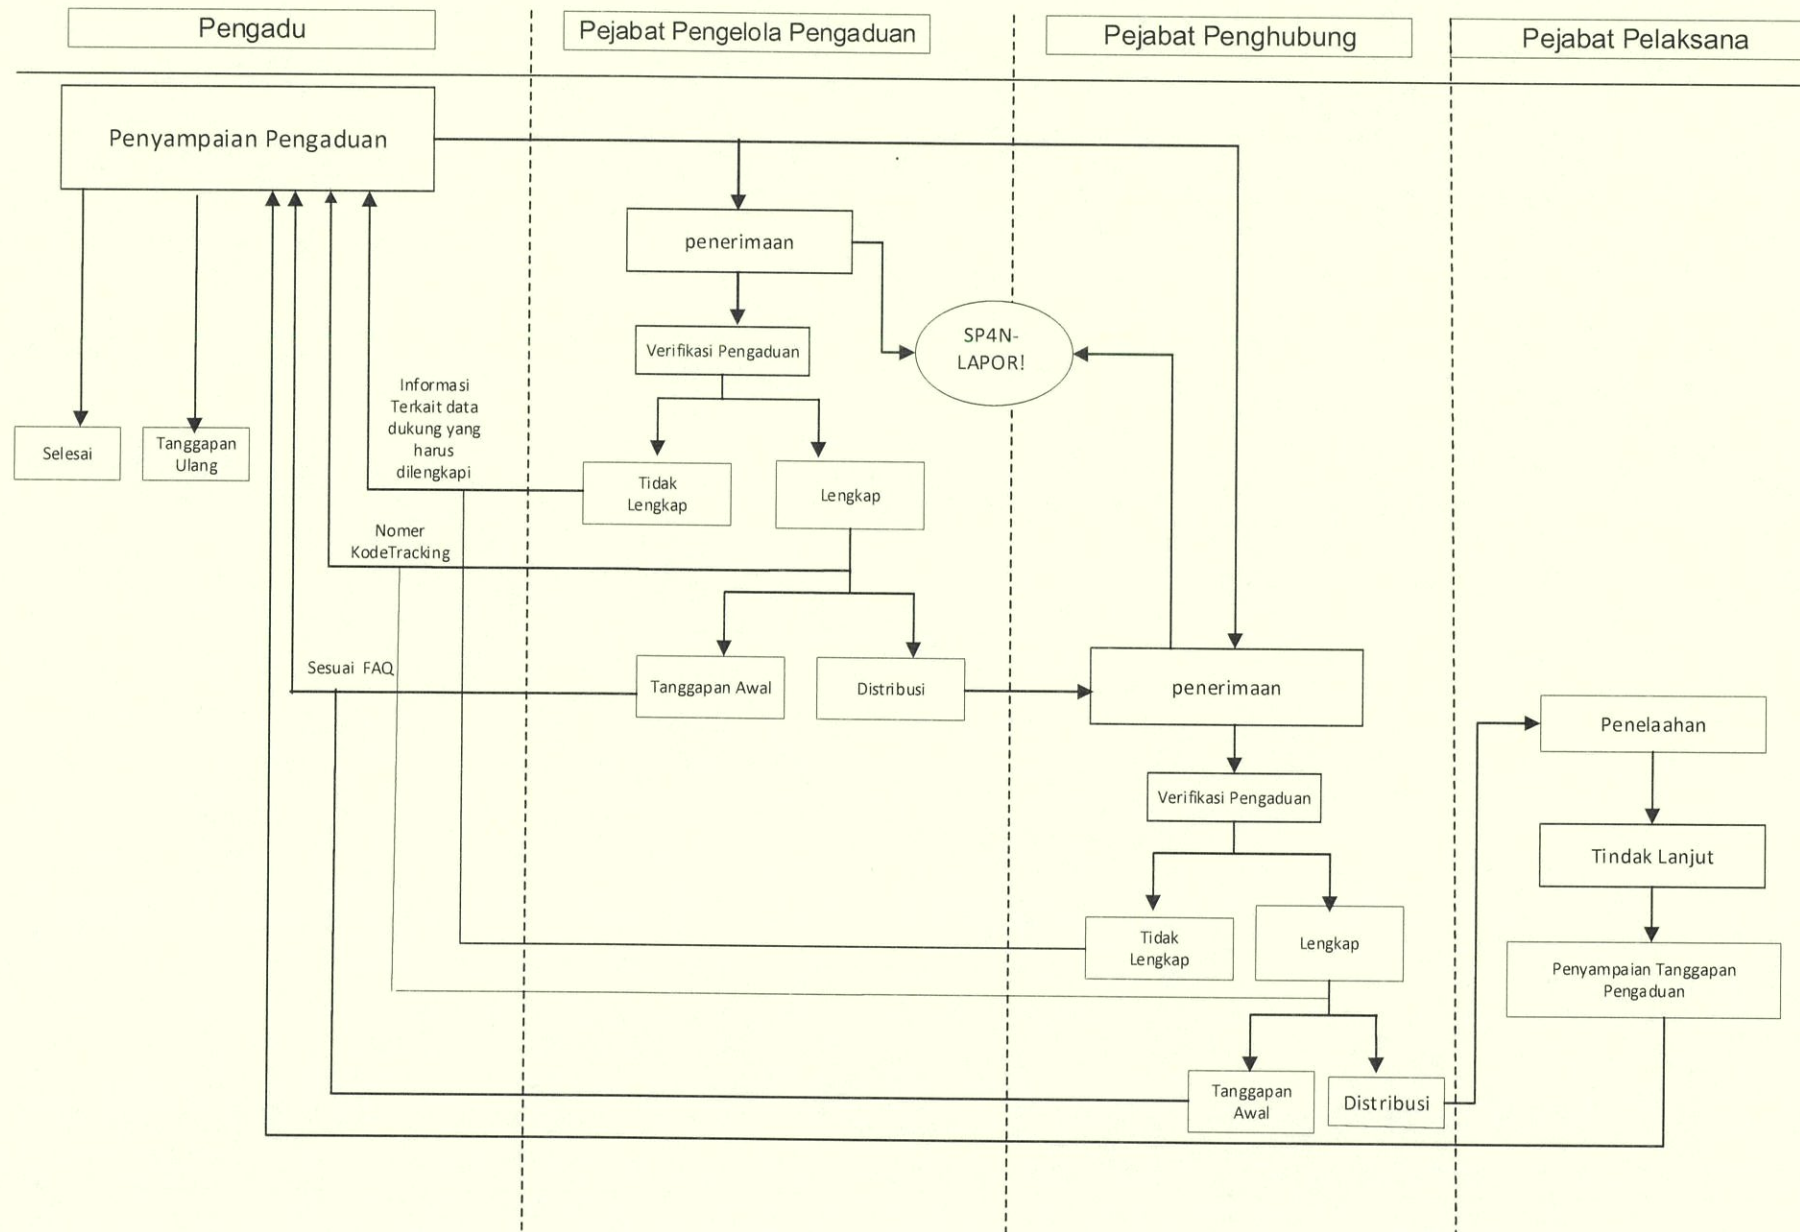 Pengadu
Pejabat Pengelola Pengaduan
Pejabat Penghubung
Pejabat Pelaksana
Penyampaian Pengaduan
penerimaan
SP4N-
LAPOR!
Verifikasi Pengaduan
Informasi
Terkait data
dukung yang
harus
dilengkapi
Selesai
Tanggapan
Ulang
Tidak
Lengkap
Lengkap
Nomer
KodeTracking
Sesuai FAQ
Tanggapan Awal
Distribusi
penerimaan
Verifikasi Pengaduan
Tidak
Lengkap
Lengkap
Tanggapan
Awal
Distribusi
Penelaahan
Tindak Lanjut
Penyampaian Tanggapan
Pengaduan